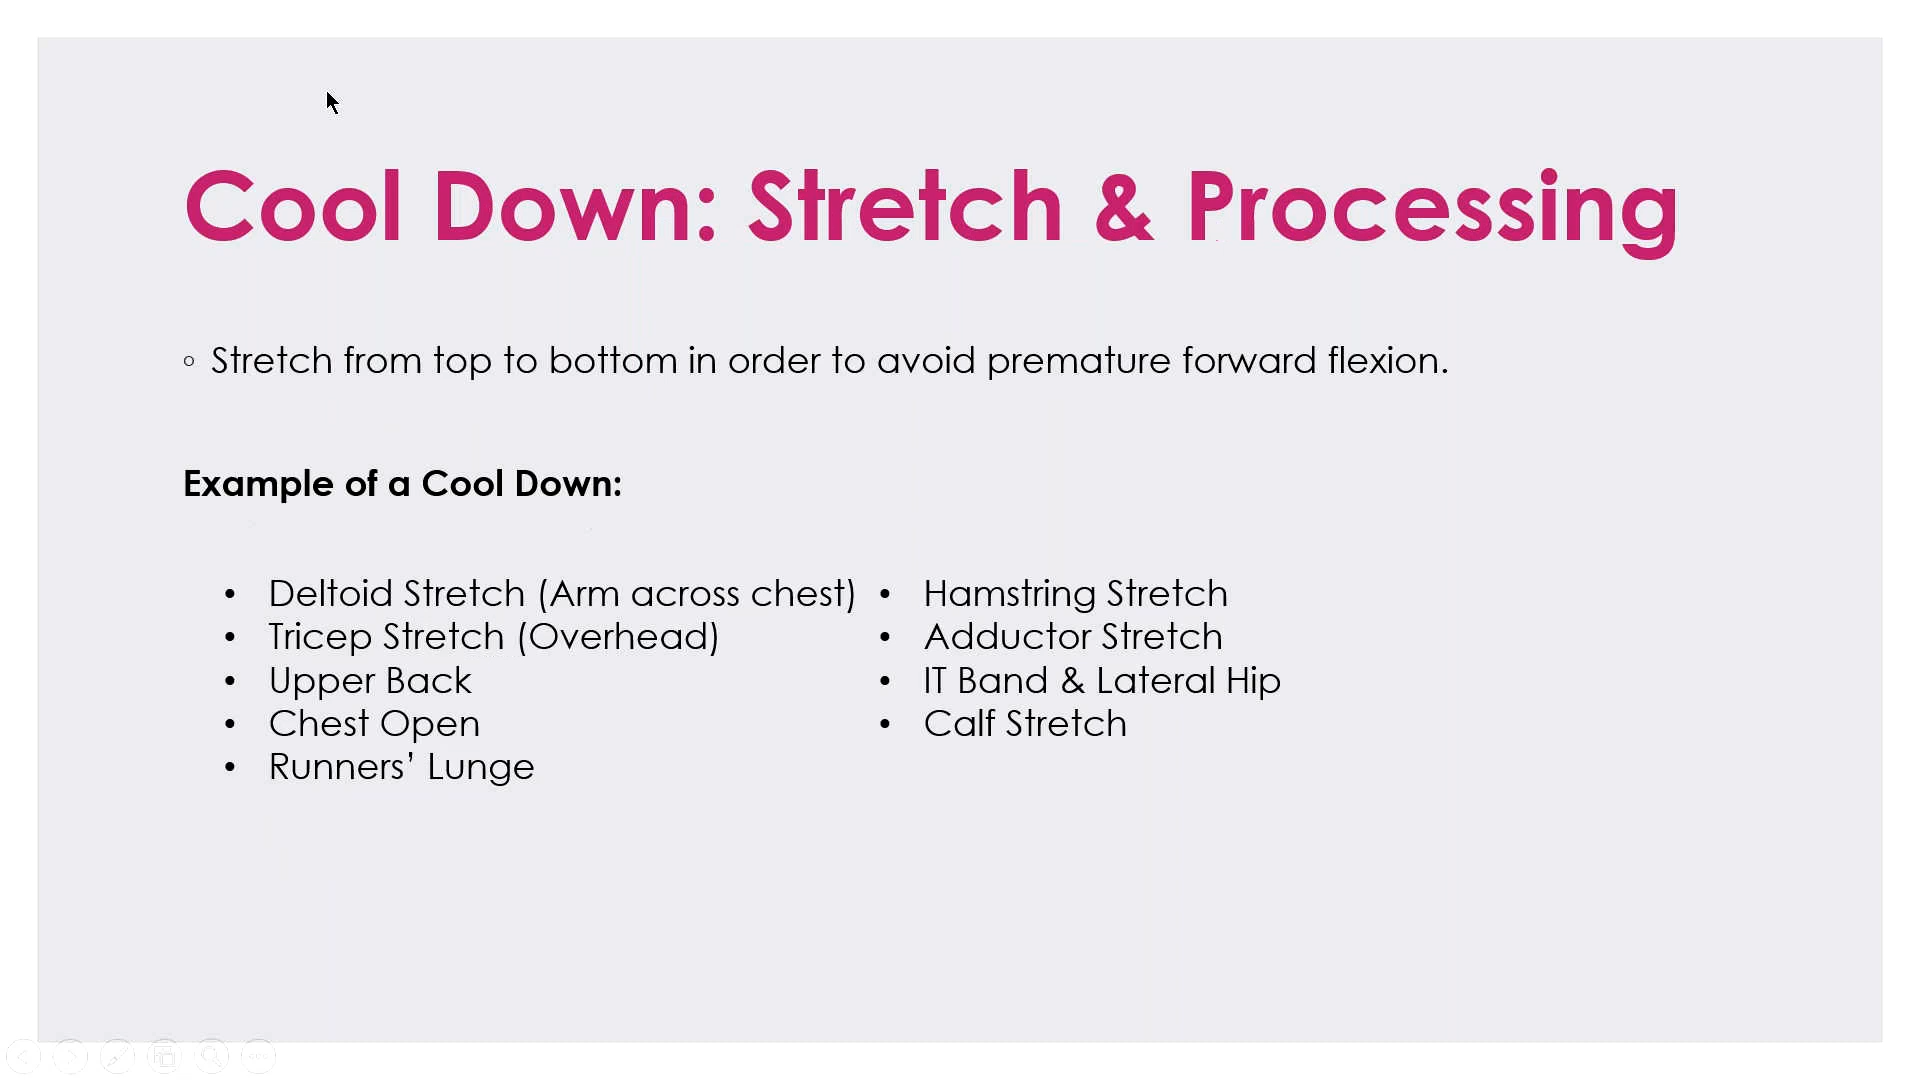 Cool Down: Stretch & Processing
◦ Stretch from top to bottom in order to avoid premature forward flexion.
Example of a Cool Down:
• Deltoid Stretch (Arm across chest)
• Tricep Stretch (Overhead)
• Upper Back
• Chest Open
• Runners’ Lunge
• Hamstring Stretch
• Adductor Stretch
• IT Band & Lateral Hip
• Calf Stretch